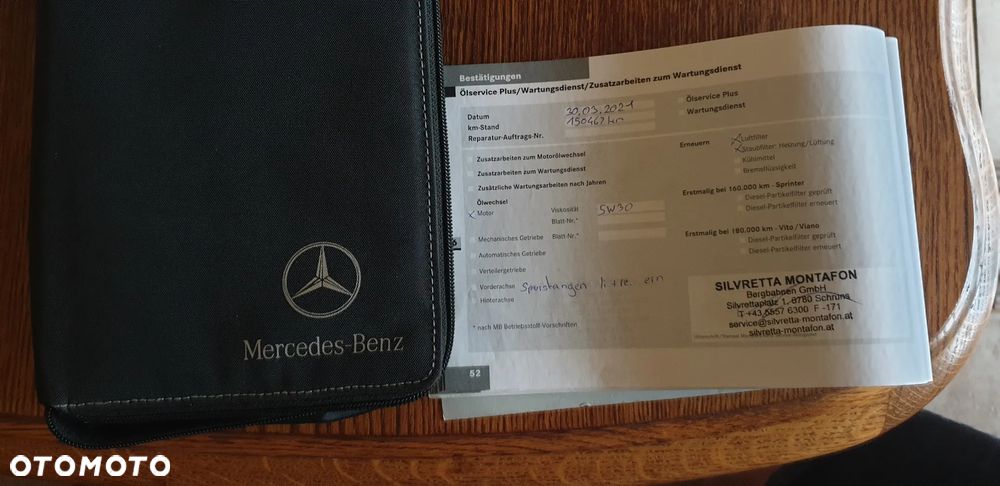 Mercedes-Benz
Bestätigungen
Ölservice Plus/Wartungsdienst/Zusatzarbeiten zum Wartungsdienst
Datum 30.03.2021
km-Stand 150467 km
Reparatur-Auftrags-Nr.
Ölservice Plus
Wartungsdienst
Zusatzarbeiten zum Motorölwechsel
Zusatzarbeiten zum Wartungsdienst
Zusätzliche Wartungsarbeiten nach Jahren
Ölwechsel
Motor Viskosität 5W30
Blatt-Nr.*
Mechanisches Getriebe Blatt-Nr.*
Automatisches Getriebe
Verteilergetriebe
Vorderachse Spurstangen li+re. ern
Hinterachse
* nach MB Betriebsstoff-Vorschriften
52
Erneuern Luftfilter
Staubfilter: Heizung/Lüftung
Kühlmittel
Bremsflüssigkeit
Erstmalig bei 160.000 km - Sprinter
Diesel-Partikelfilter geprüft
Diesel-Partikelfilter erneuert
Erstmalig bei 180.000 km - Vito/Viano
Diesel-Partikelfilter geprüft
Diesel-Partikelfilter erneuert
SILVRETTA MONTAFON
Bergbahnen GmbH
Silvrettaplatz 1, 6780 Schruns
T +43 5557 6300 F -171
service@silvretta-montafon.at
silvretta-montafon.at
OTOMOTO